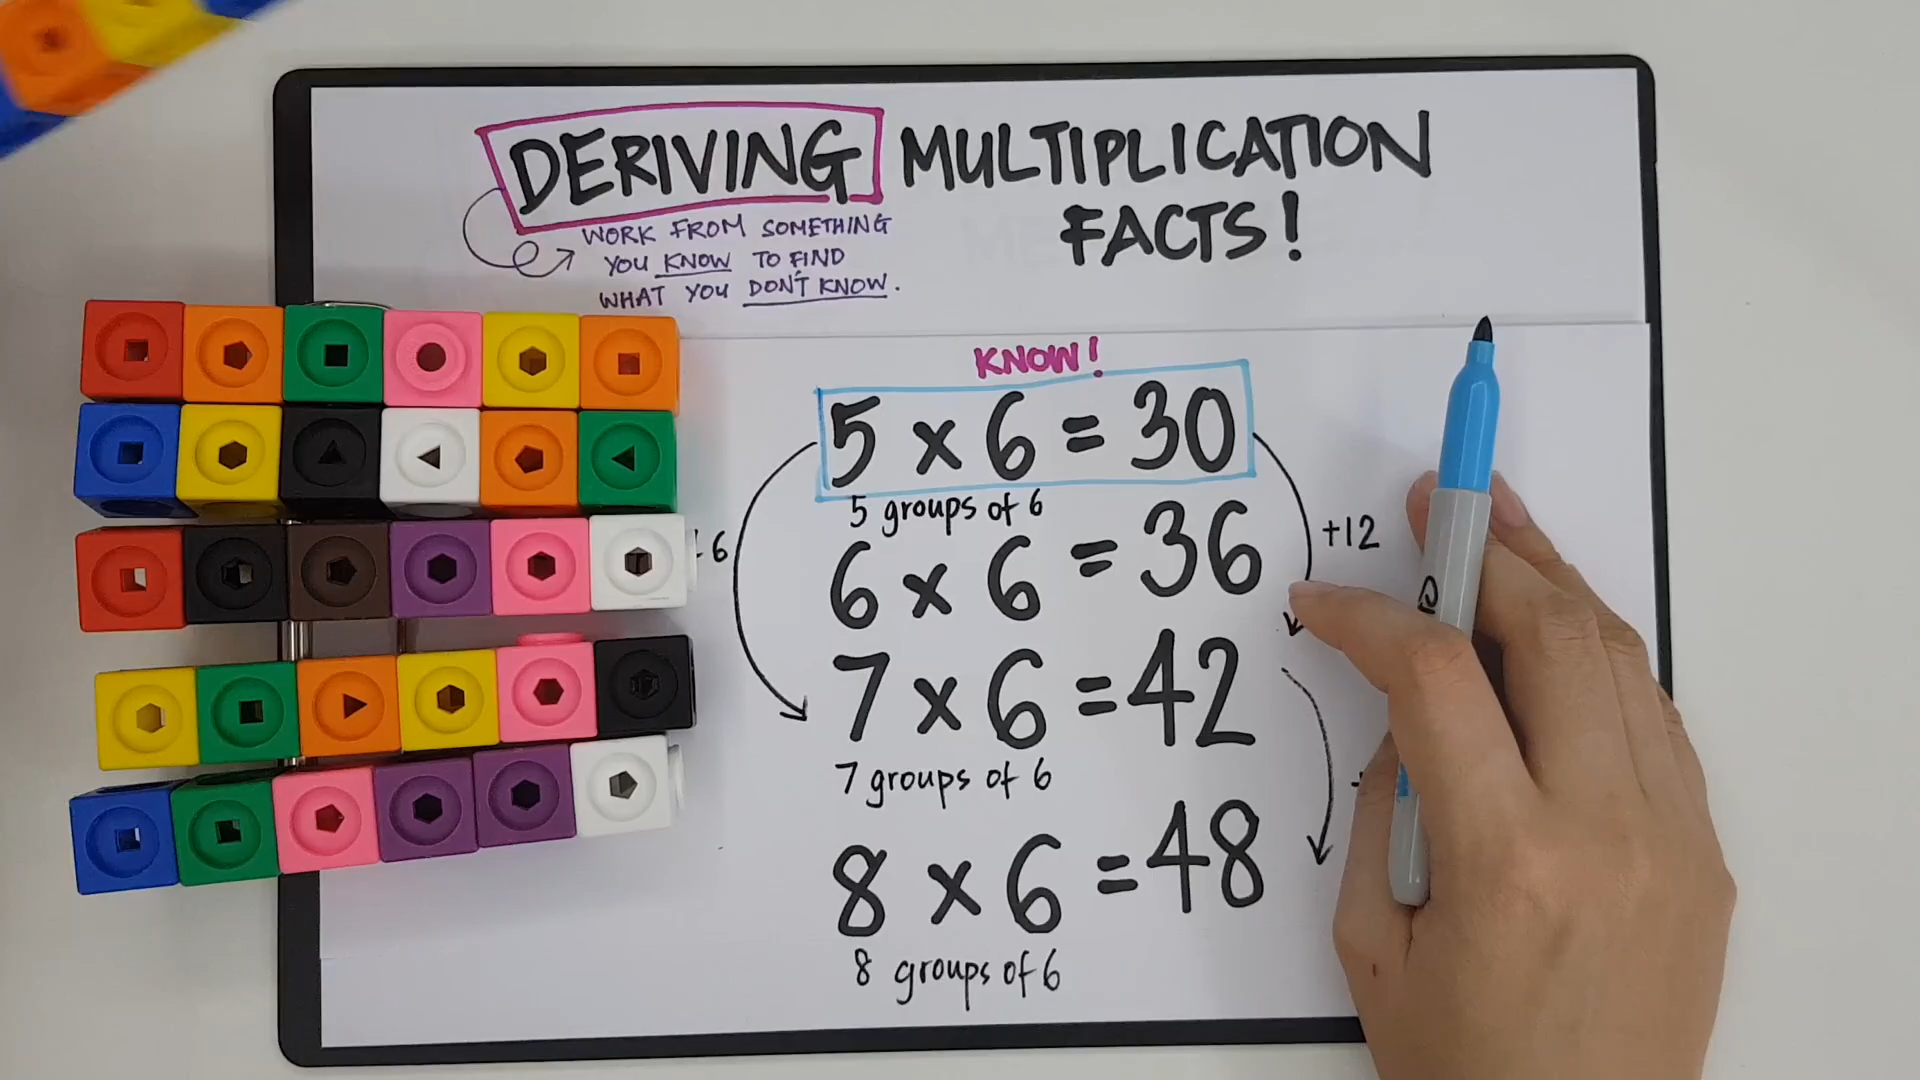 DERIVING MULTIPLICATION
FACTS!
WORK FROM SOMETHING
YOU KNOW TO FIND
WHAT YOU DON'T KNOW.
KNOW!
5 × 6 = 30
5 groups of 6
+12
6
6 × 6 = 36
7 × 6 = 42
7 groups of 6
8 × 6 = 48
8 groups of 6